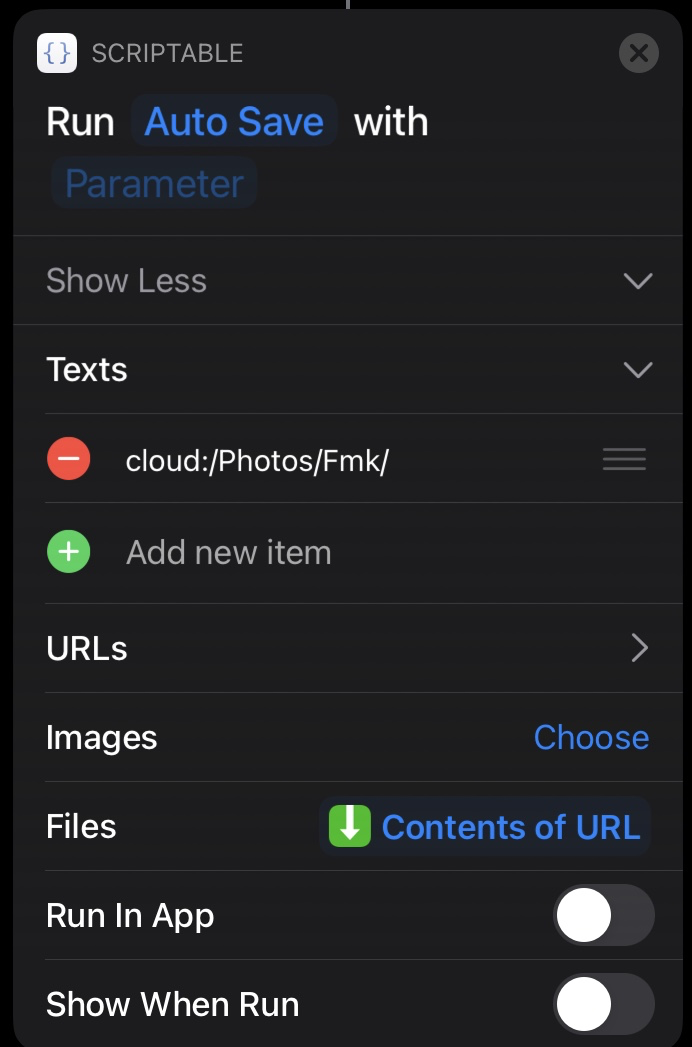 SCRIPTABLE
Run Auto Save with
Parameter
Show Less
Texts
cloud:/Photos/Fmk/
Add new item
URLs
Images Choose
Files Contents of URL
Run In App
Show When Run